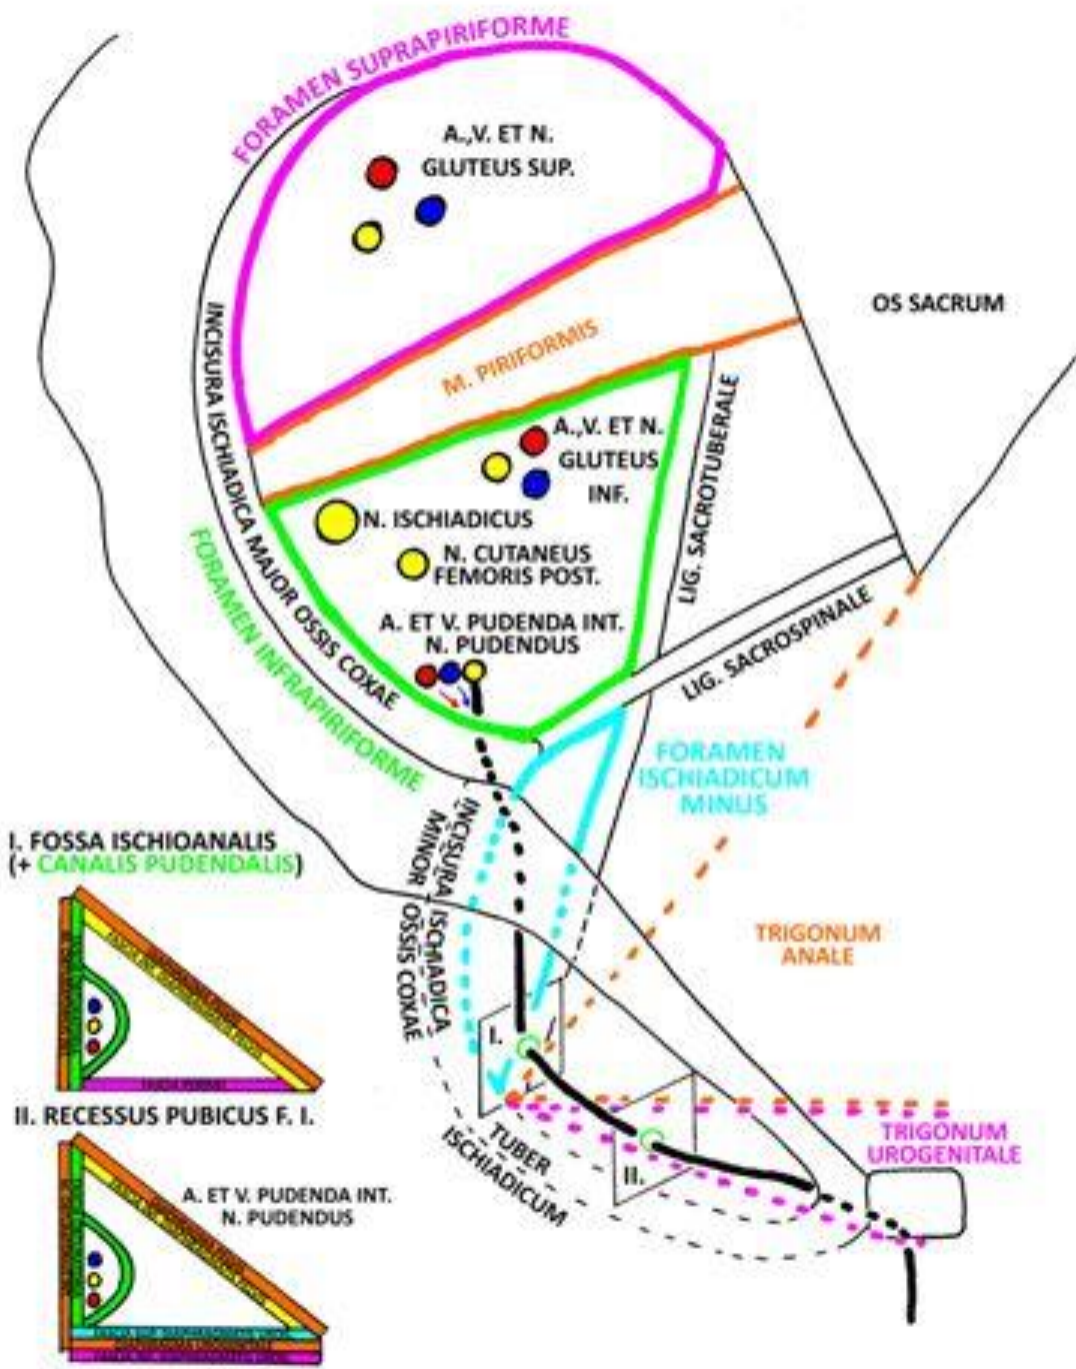 FORAMEN SUPRAPIRIFORME
A.,V. ET N.
GLUTEUS SUP.
OS SACRUM
INCISURA ISCHIADICA MAJOR OSSIS COXAE
M. PIRIFORMIS
A.,V. ET N.
GLUTEUS
INF.
N. ISCHIADICUS
N. CUTANEUS
FEMORIS POST.
LIG. SACROTUBERALE
FORAMEN INFRAPIRIFORME
A. ET V. PUDENDA INT.
N. PUDENDUS
LIG. SACROSPINALE
FORAMEN
ISCHIADICUM
MINUS
INCISURA ISCHIADICA
MINOR OSSIS COXAE
TRIGONUM
ANALE
I. FOSSA ISCHIOANALIS
(+ CANALIS PUDENDALIS)
I.
II. RECESSUS PUBICUS F. I.
TUBER
ISCHIADICUM
II.
TRIGONUM
UROGENITALE
A. ET V. PUDENDA INT.
N. PUDENDUS